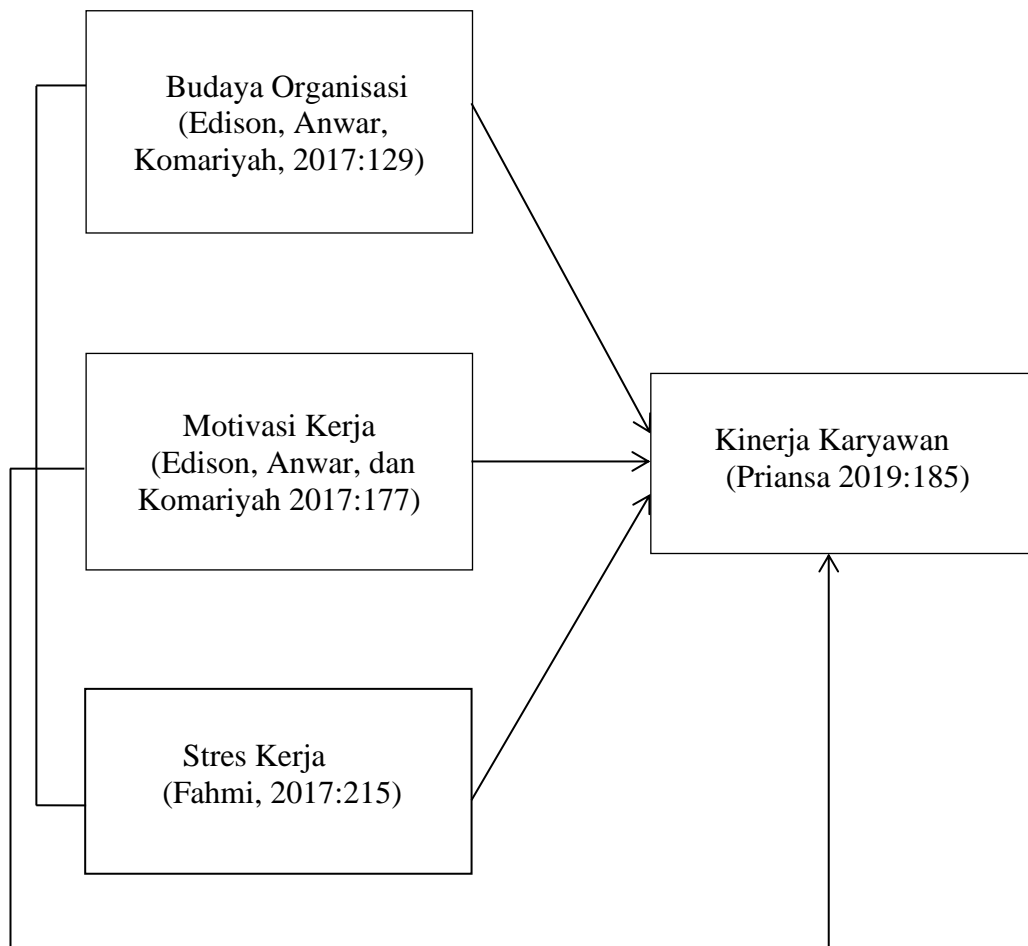 Budaya Organisasi
(Edison, Anwar,
Komariyah, 2017:129)
Motivasi Kerja
(Edison, Anwar, dan
Komariyah 2017:177)
Kinerja Karyawan
(Priansa 2019:185)
Stres Kerja
(Fahmi, 2017:215)